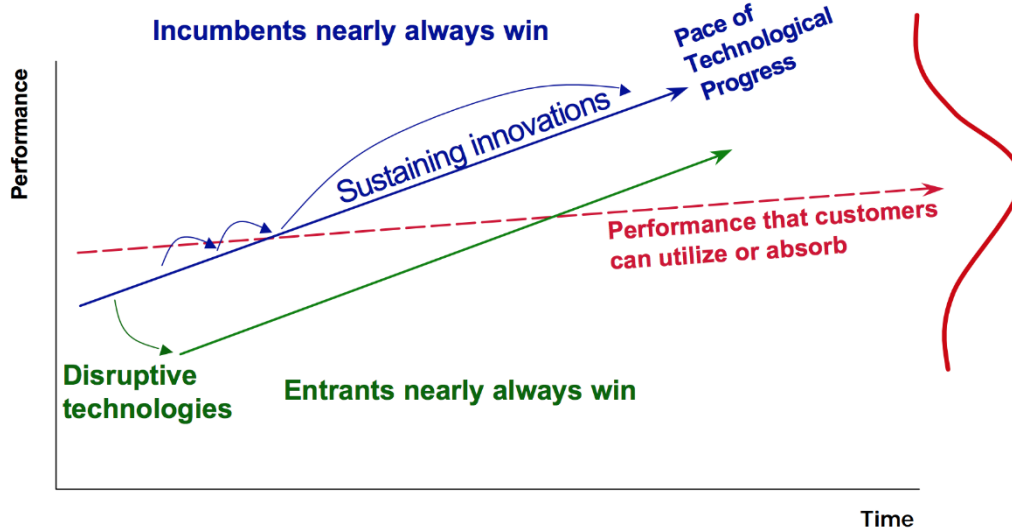 Incumbents nearly always win
Pace of
Technological
Progress
Performance
Sustaining innovations
Performance that customers
can utilize or absorb
Disruptive
technologies
Entrants nearly always win
Time